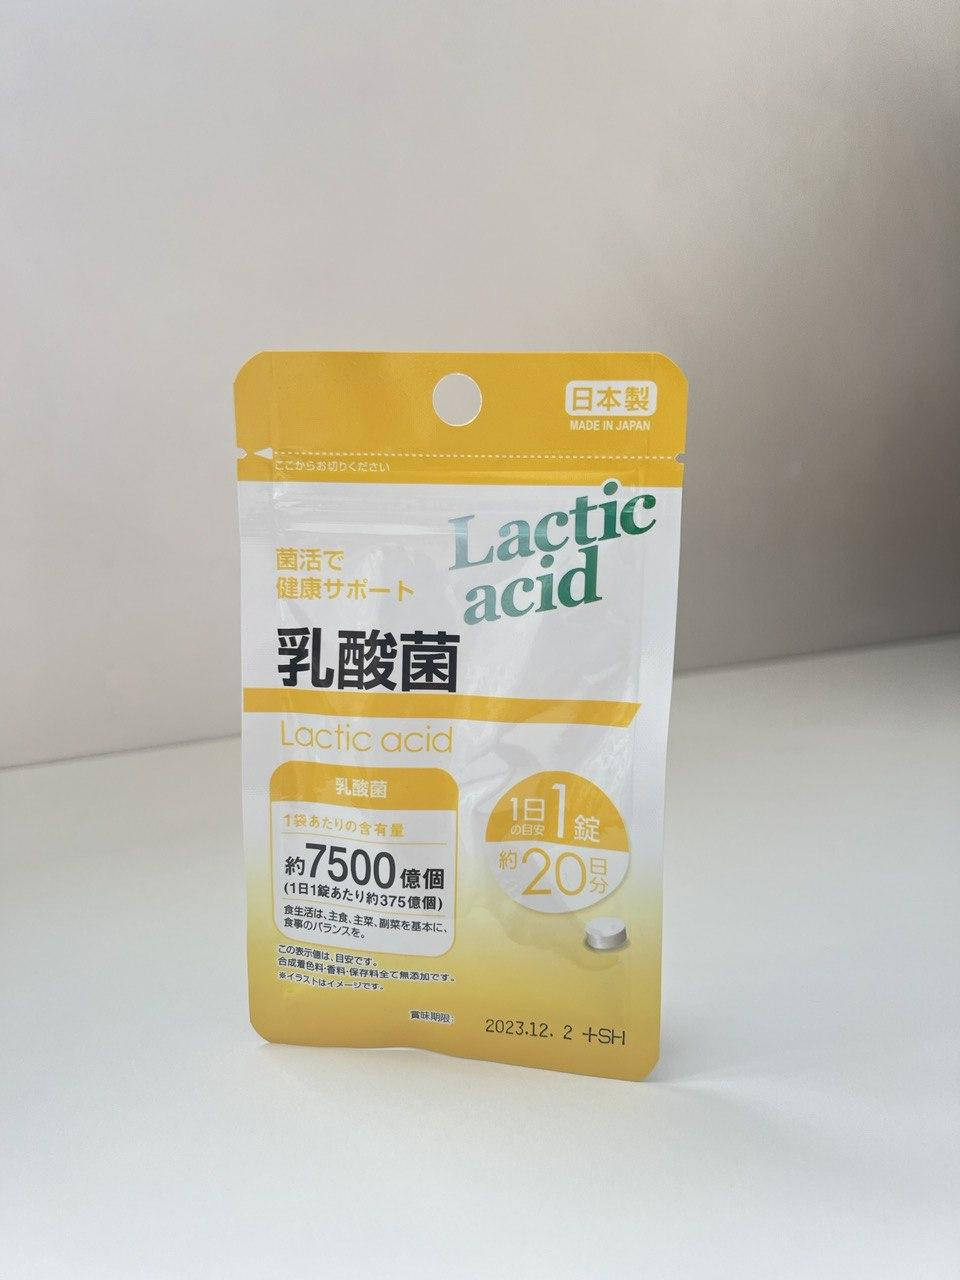 日本製
MADE IN JAPAN
ここからお切りください
Lactic
acid
菌活で
健康サポート
乳酸菌
Lactic acid
乳酸菌
1袋あたりの含有量
約7500億個
(1日1錠あたり約375億個)
食生活は、主食、主菜、副菜を基本に、
食事のバランスを。
1日の目安1錠
約20日分
この表示値は、目安です。
合成着色料・香料・保存料全て無添加です。
※イラストはイメージです。
賞味期限:
2023.12. 2 +SH